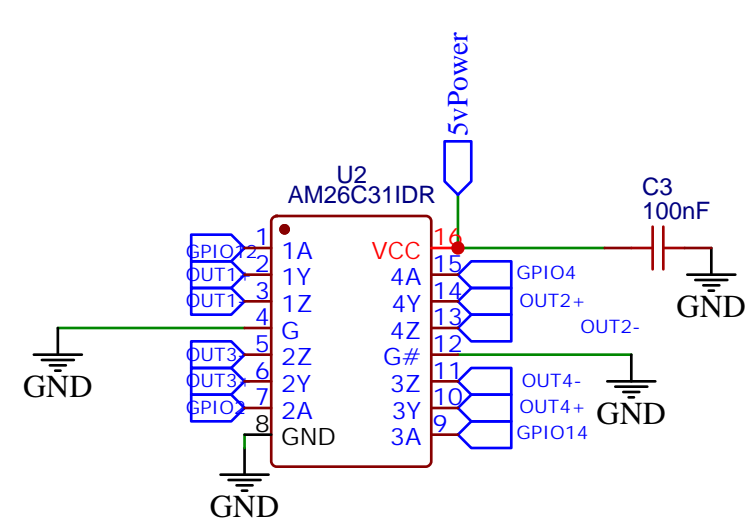 5vPower
U2
AM26C31IDR
C3
100nF
GPIO12 1 1A VCC 16
OUT1+ 2 1Y 4A 15 GPIO4
OUT1- 3 1Z 4Y 14 OUT2+
4 G 4Z 13 OUT2-
OUT3- 5 2Z G# 12
OUT3+ 6 2Y 3Z 11 OUT4-
GPIO2 7 2A 3Y 10 OUT4+
8 GND 3A 9 GPIO14
GND
GND
GND
GND